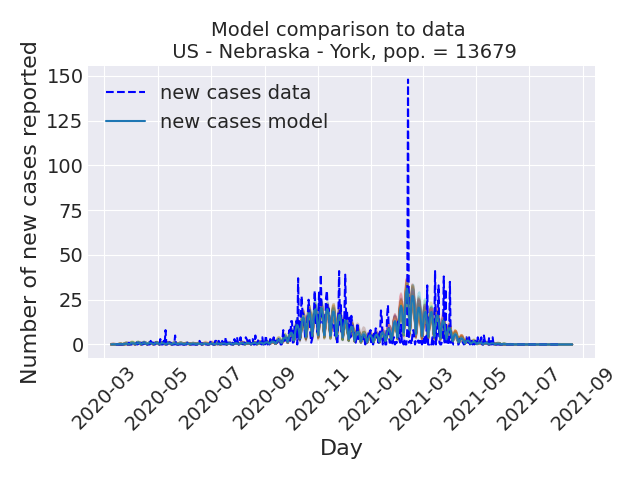 Model comparison to data
US - Nebraska - York, pop. = 13679
new cases data
new cases model
Number of new cases reported
150
125
100
75
50
25
0
2020-03
2020-05
2020-07
2020-09
2020-11
2021-01
2021-03
2021-05
2021-07
2021-09
Day